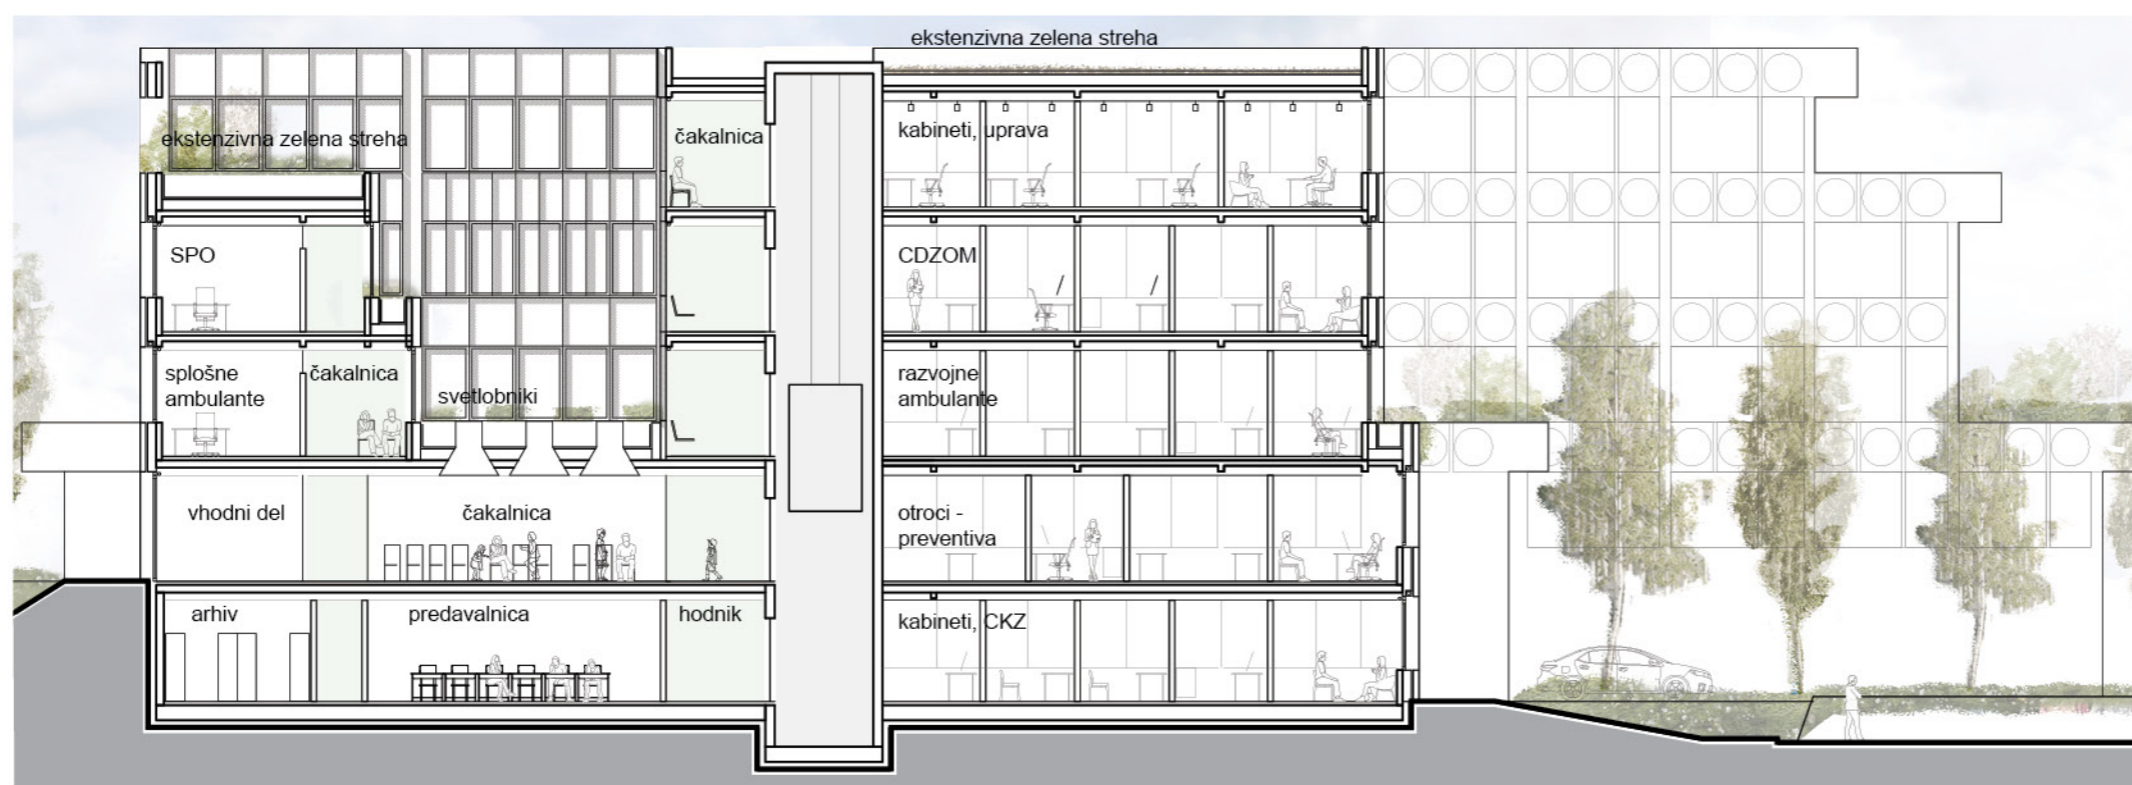 ekstenzivna zelena streha
ekstenzivna zelena streha
čakalnica
kabineti, uprava
SPO
CDZOM
splošne
ambulante
čakalnica
svetlobniki
razvojne
ambulante
vhodni del
čakalnica
otroci -
preventiva
arhiv
predavalnica
hodnik
kabineti, CKZ